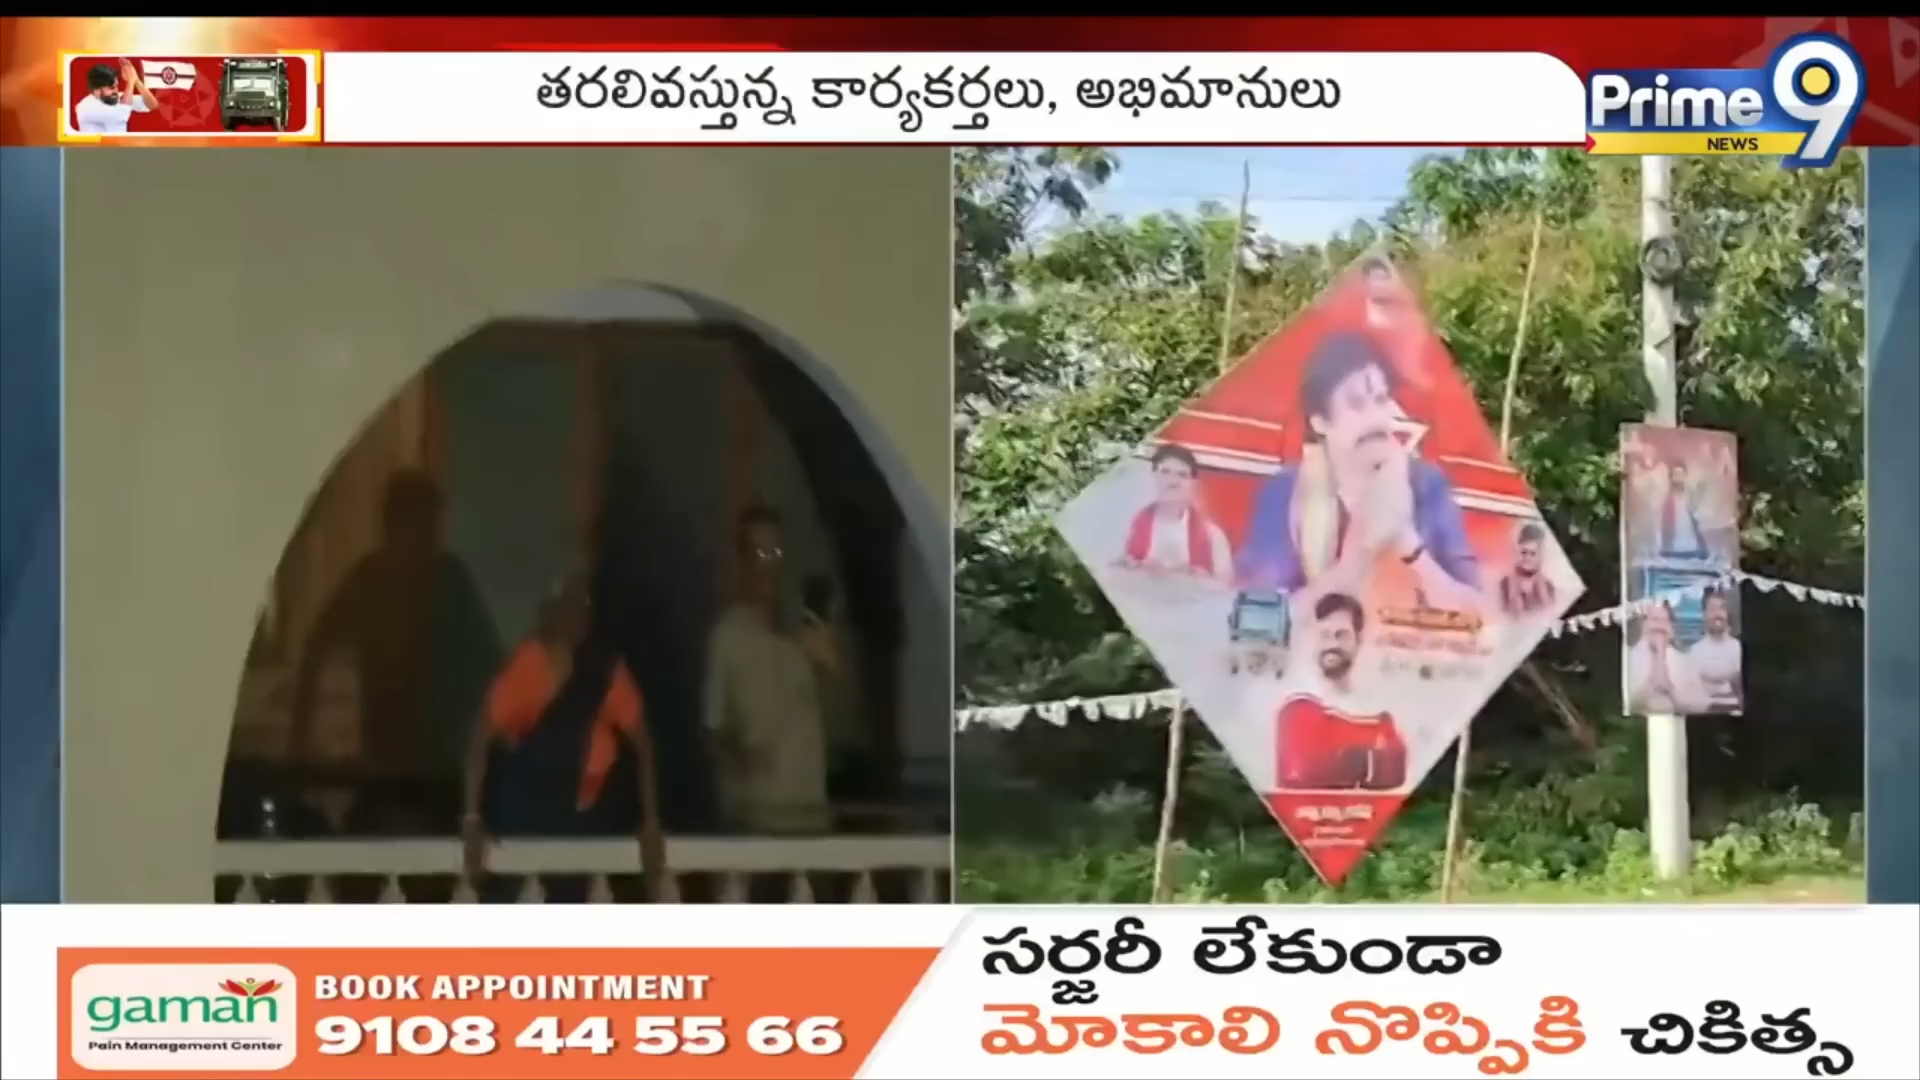 తరలివస్తున్న కార్యకర్తలు, అభిమానులు
Prime9
NEWS
gaman
Pain Management Center
BOOK APPOINTMENT
9108 44 55 66
సర్జరీ లేకుండా
మోకాలి నొప్పికి చికిత్స